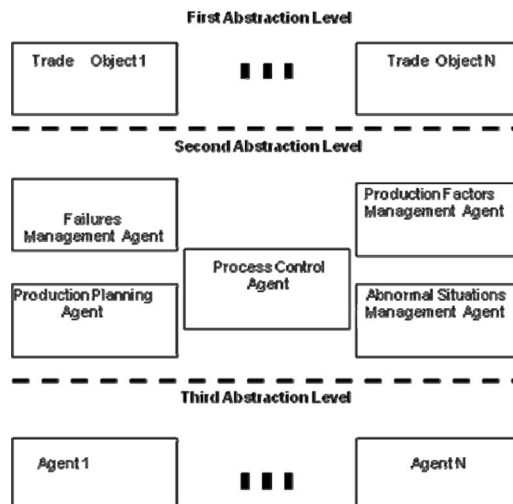 First Abstraction Level
Trade Object 1
Trade Object N
Second Abstraction Level
Failures
Management Agent
Production Factors
Management Agent
Process Control
Agent
Production Planning
Agent
Abnormal Situations
Management Agent
Third Abstraction Level
Agent 1
Agent N